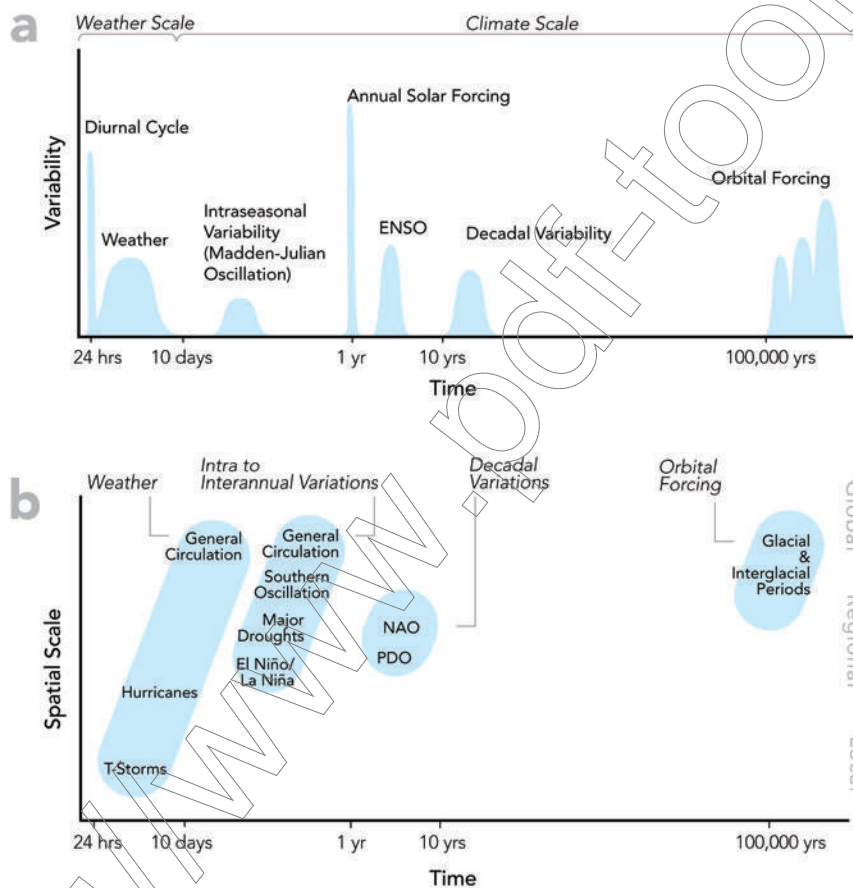 a
Weather Scale
Climate Scale
Variability
Diurnal Cycle
Weather
Intraseasonal
Variability
(Madden-Julian
Oscillation)
Annual Solar Forcing
ENSO
Decadal Variability
Orbital Forcing
24 hrs
10 days
1 yr
10 yrs
100,000 yrs
Time
b
Weather
Intra to
Interannual Variations
Decadal
Variations
Orbital
Forcing
Spatial Scale
General
Circulation
Hurricanes
T-Storms
General
Circulation
Southern
Oscillation
Major
Droughts
El Niño/
La Niña
NAO
PDO
Glacial
&
Interglacial
Periods
Global
Regional
24 hrs
10 days
1 yr
10 yrs
100,000 yrs
Time
www.pdf-tool